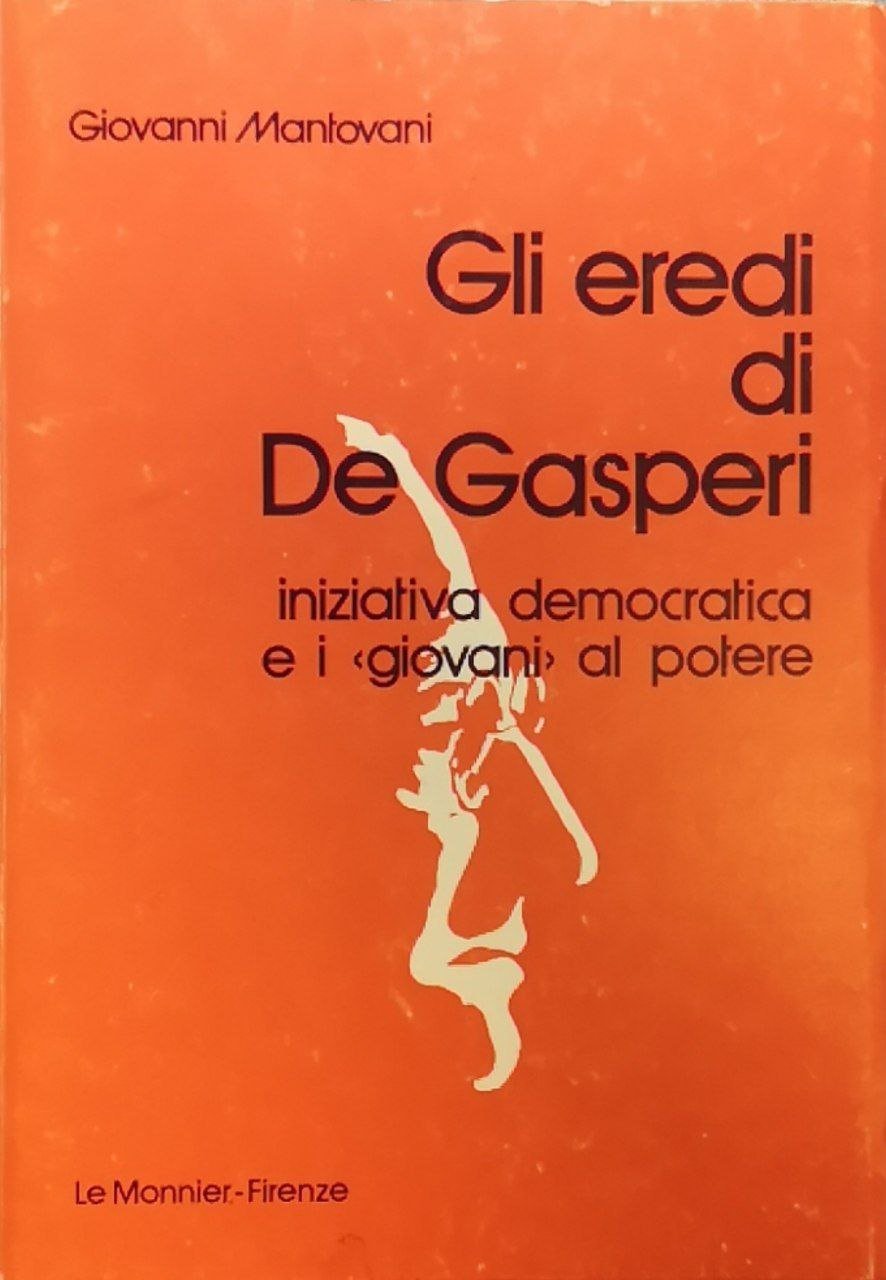 Giovanni Mantovani
Gli eredi
di
De Gasperi
iniziativa democratica
e i ‹giovani› al potere
Le Monnier-Firenze